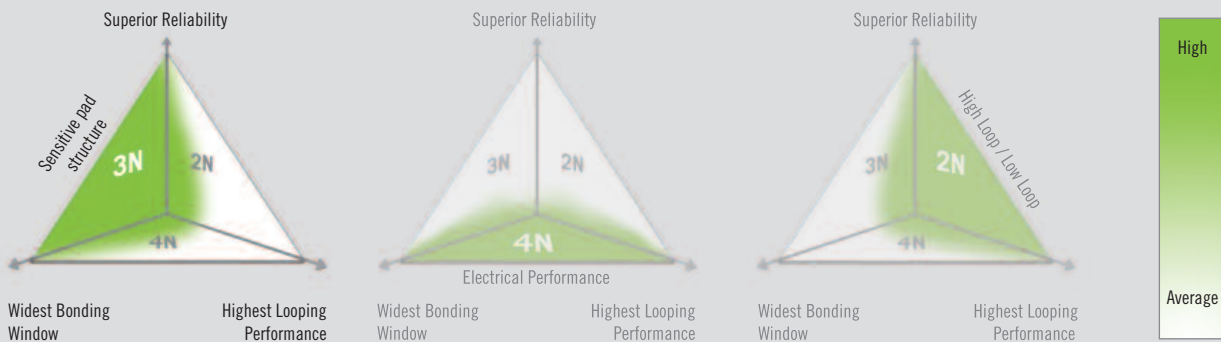 Superior Reliability
Sensitive pad
structure
3N
2N
4N
Widest Bonding
Window
Highest Looping
Performance
Superior Reliability
3N
2N
4N
Electrical Performance
Widest Bonding
Window
Highest Looping
Performance
Superior Reliability
High Loop / Low Loop
3N
2N
4N
Widest Bonding
Window
Highest Looping
Performance
High
Average